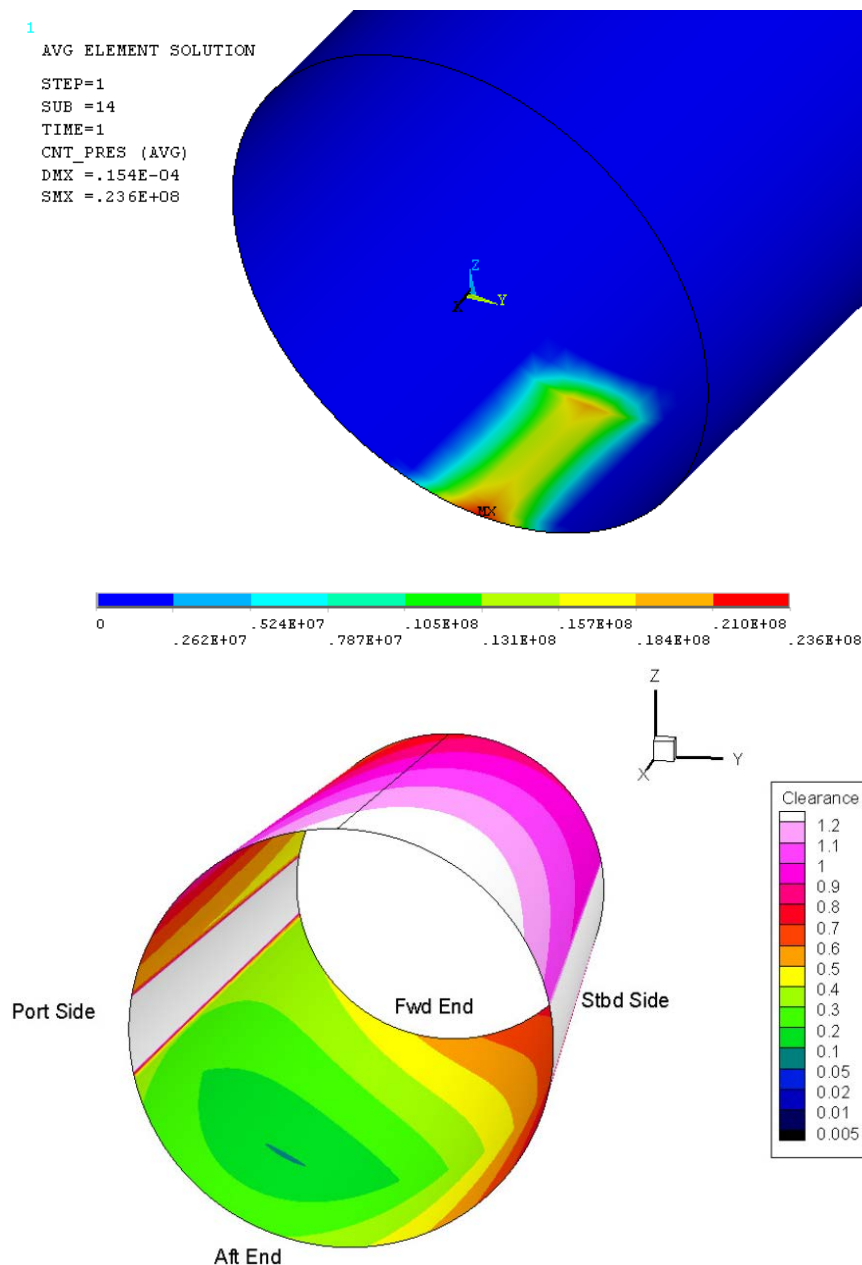 1
AVG ELEMENT SOLUTION
STEP=1
SUB =14
TIME=1
CNT_PRES (AVG)
DMX =.154E-04
SMX =.236E+08
Z
X
Y
MX
0
.262E+07
.524E+07
.787E+07
.105E+08
.131E+08
.157E+08
.184E+08
.210E+08
.236E+08
Z
Y
X
Clearance
1.2
1.1
1
0.9
0.8
0.7
0.6
0.5
0.4
0.3
0.2
0.1
0.05
0.02
0.01
0.005
Port Side
Fwd End
Stbd Side
Aft End